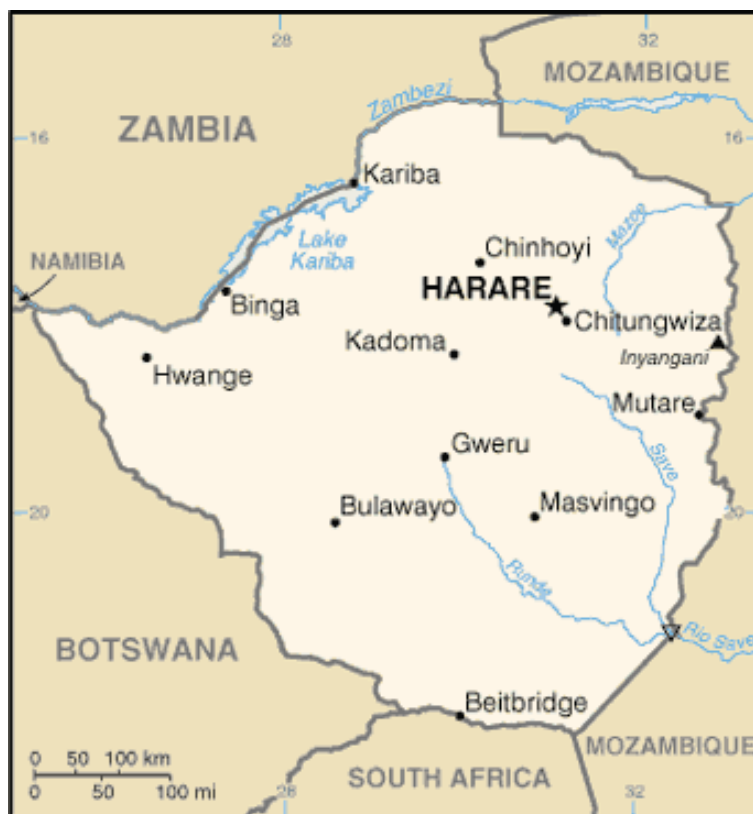 28
32
MOZAMBIQUE
Zambezi
ZAMBIA
16
16
Kariba
Mazoe
Lake
Kariba
Chinhoyi
NAMIBIA
HARARE
Binga
Chitungwiza
Kadoma
Inyangani
Hwange
Mutare
Gweru
Save
Bulawayo
Masvingo
20
20
Runde
Rio Save
BOTSWANA
Beitbridge
MOZAMBIQUE
0 50 100 km
SOUTH AFRICA
0 50 100 mi
28
32